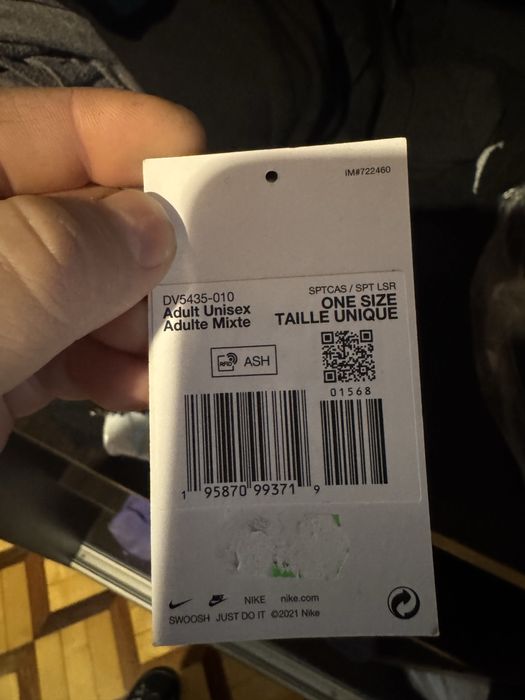 IM#722460
DV5435-010
SPTCAS / SPT LSR
Adult Unisex
ONE SIZE
Adulte Mixte
TAILLE UNIQUE
RFID
ASH
01568
1 95870 99371 9
NIKE nike.com
SWOOSH JUST DO IT ©2021 Nike